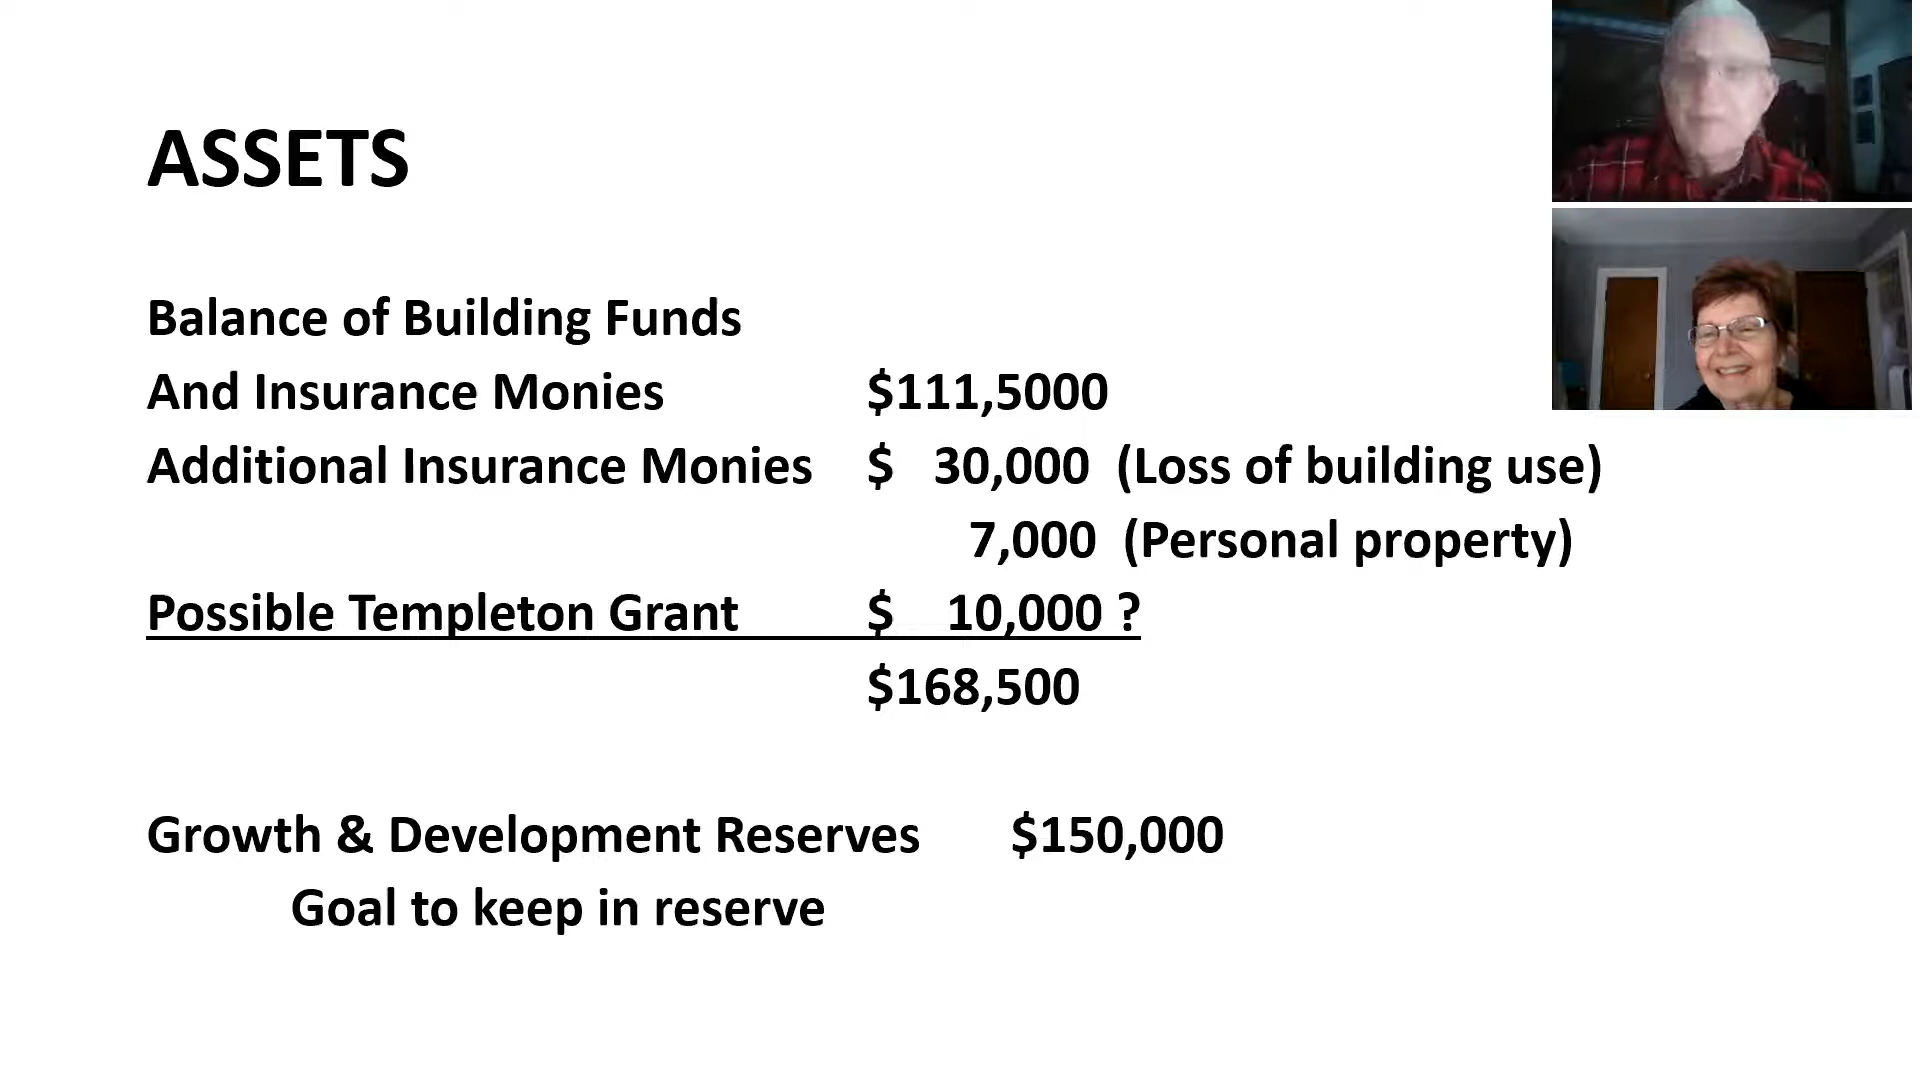 ASSETS
Balance of Building Funds
And Insurance Monies $111,5000
Additional Insurance Monies $ 30,000 (Loss of building use)
7,000 (Personal property)
Possible Templeton Grant $ 10,000 ?
$168,500
Growth & Development Reserves $150,000
Goal to keep in reserve